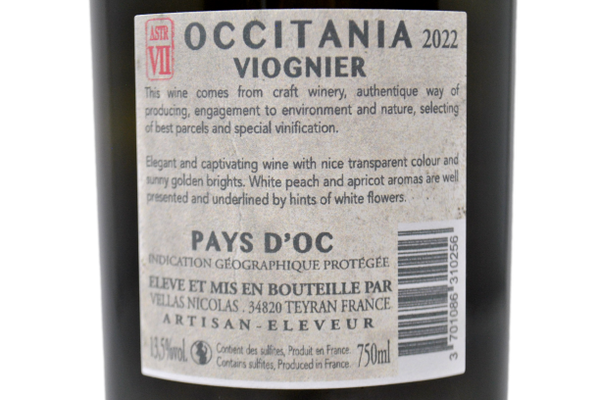 ASTR
VII
OCCITANIA 2022
VIOGNIER
This wine comes from craft winery, authentique way of
producing, engagement to environment and nature, selecting
of best parcels and special vinification.
Elegant and captivating wine with nice transparent colour and
sunny golden brights. White peach and apricot aromas are well
presented and underlined by hints of white flowers.
PAYS D'OC
INDICATION GÉOGRAPHIQUE PROTÉGÉE
ELEVE ET MIS EN BOUTEILLE PAR
VELLAS NICOLAS . 34820 TEYRAN FRANCE
ARTISAN-ELEVEUR
13,5%vol.
Contient des sulfites, Produit en France.
Contains sulfites, Produced in France.
750ml
3 701086 310256